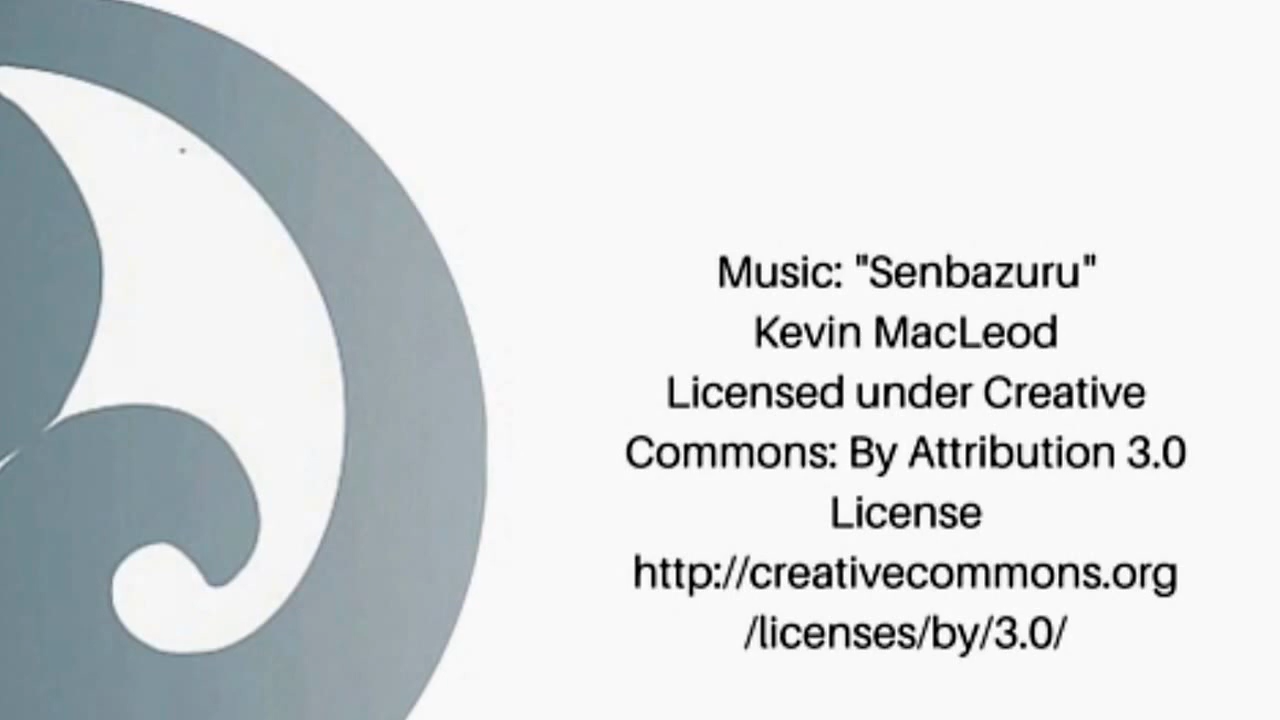 Music: "Senbazuru"
Kevin MacLeod
Licensed under Creative
Commons: By Attribution 3.0
License
http://creativecommons.org
/licenses/by/3.0/